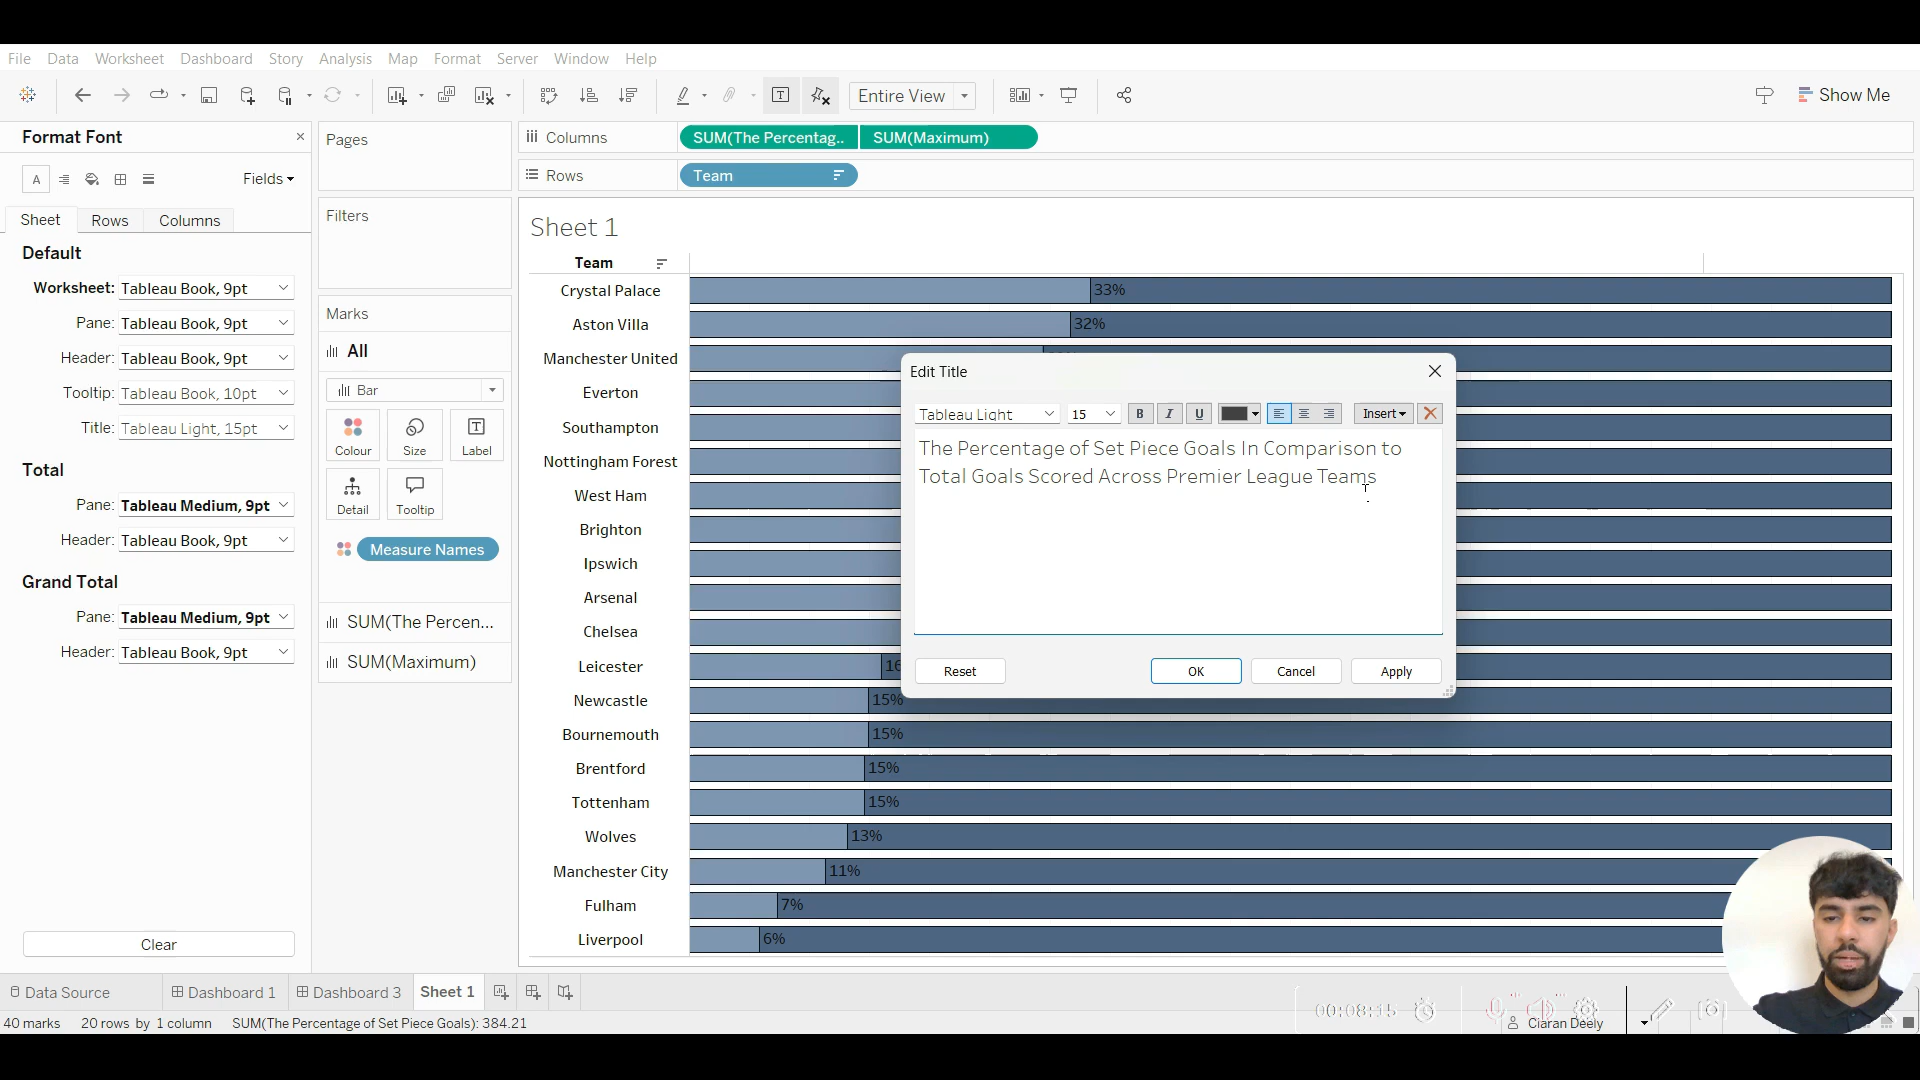 File Data Worksheet Dashboard Story Analysis Map Format Server Window Help
Entire View
Show Me
Format Font
Fields
Sheet Rows Columns
Default
Worksheet: Tableau Book, 9pt
Pane: Tableau Book, 9pt
Header: Tableau Book, 9pt
Tooltip: Tableau Book, 10pt
Title: Tableau Light, 15pt
Total
Pane: Tableau Medium, 9pt
Header: Tableau Book, 9pt
Grand Total
Pane: Tableau Medium, 9pt
Header: Tableau Book, 9pt
Clear
Pages
Filters
Marks
All
Bar
Colour Size Label
Detail Tooltip
Measure Names
SUM(The Percen...
SUM(Maximum)
Columns SUM(The Percentag.. SUM(Maximum)
Rows Team
Sheet 1
Team
Crystal Palace 33%
Aston Villa 32%
Manchester United
Everton
Southampton
Nottingham Forest
West Ham
Brighton
Ipswich
Arsenal
Chelsea
Leicester 16
Newcastle 15%
Bournemouth 15%
Brentford 15%
Tottenham 15%
Wolves 13%
Manchester City 11%
Fulham 7%
Liverpool 6%
Edit Title
Tableau Light 15 B I U Insert
The Percentage of Set Piece Goals In Comparison to
Total Goals Scored Across Premier League Teams
Reset OK Cancel Apply
Data Source Dashboard 1 Dashboard 3 Sheet 1
00:08:15
40 marks 20 rows by 1 column SUM(The Percentage of Set Piece Goals): 384.21
Ciaran Deely